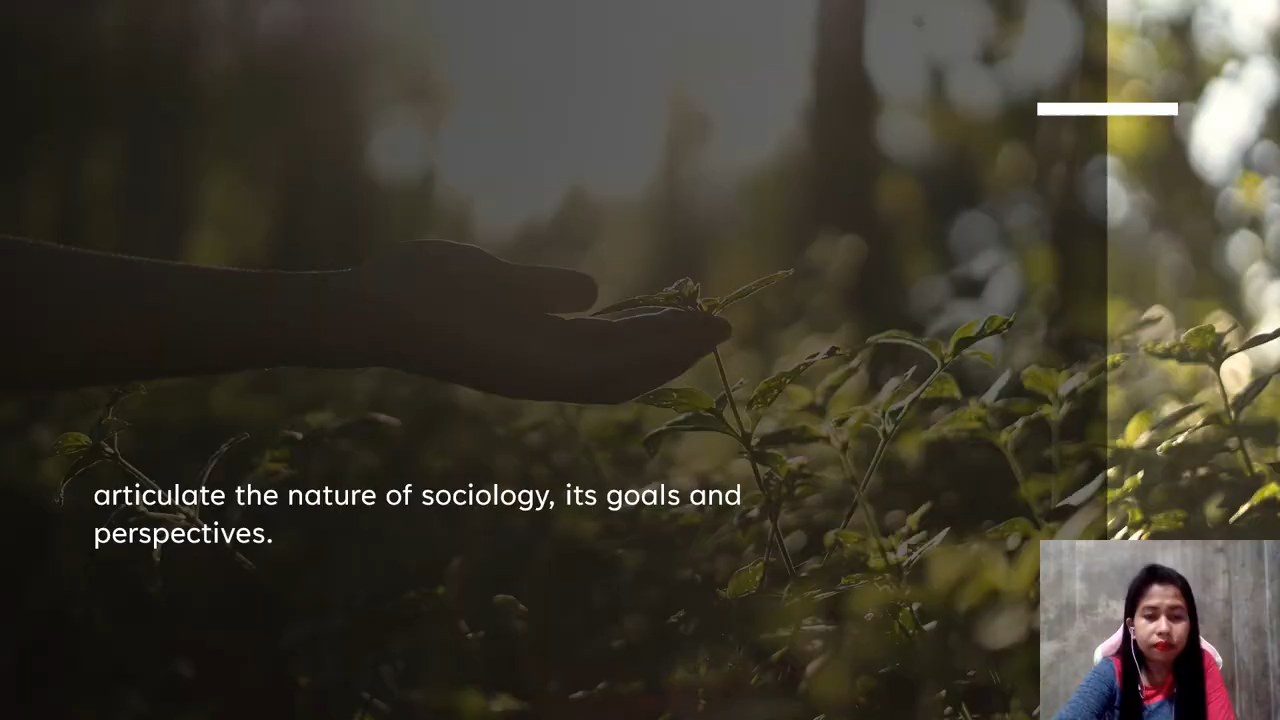 articulate the nature of sociology, its goals and
perspectives.